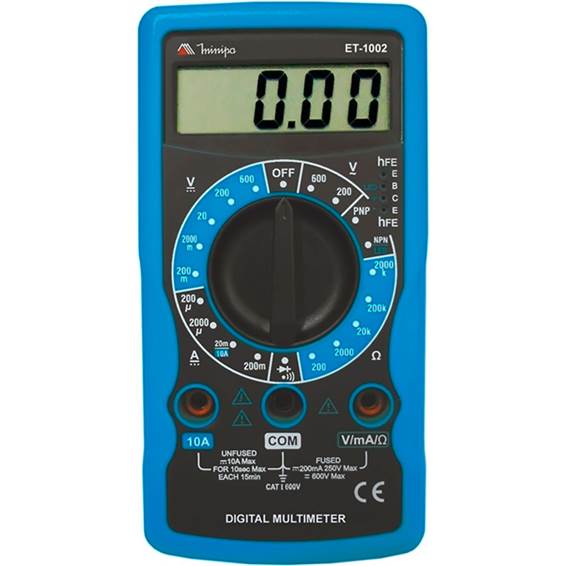 Minipa
ET-1002
0.00
OFF
V
600
200
20
2000
m
200
m
200
µ
2000
µ
20m
10A
A
200m
V
600
200
hFE
E
B
C
E
hFE
PNP
NPN
2000
k
200k
20k
2000
200
Ω
10A
COM
V/mA/Ω
UNFUSED
10A Max
FOR 10sec Max
EACH 15min
FUSED
200mA 250V Max
600V Max
CAT I 600V
CE
DIGITAL MULTIMETER